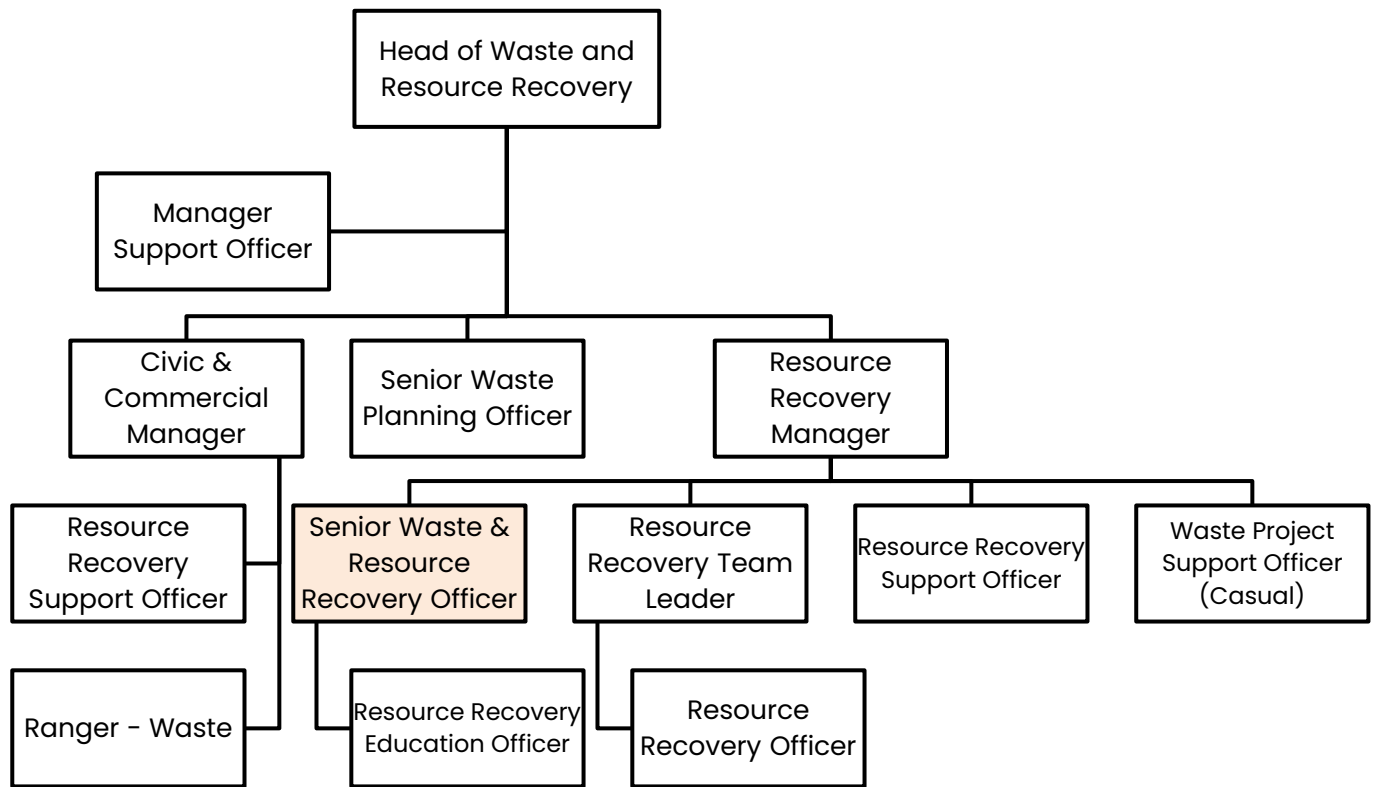 Head of Waste and
Resource Recovery
Manager
Support Officer
Civic &
Commercial
Manager
Senior Waste
Planning Officer
Resource
Recovery
Manager
Resource
Recovery
Support Officer
Senior Waste &
Resource
Recovery Officer
Resource
Recovery Team
Leader
Resource Recovery
Support Officer
Waste Project
Support Officer
(Casual)
Ranger - Waste
Resource Recovery
Education Officer
Resource
Recovery Officer